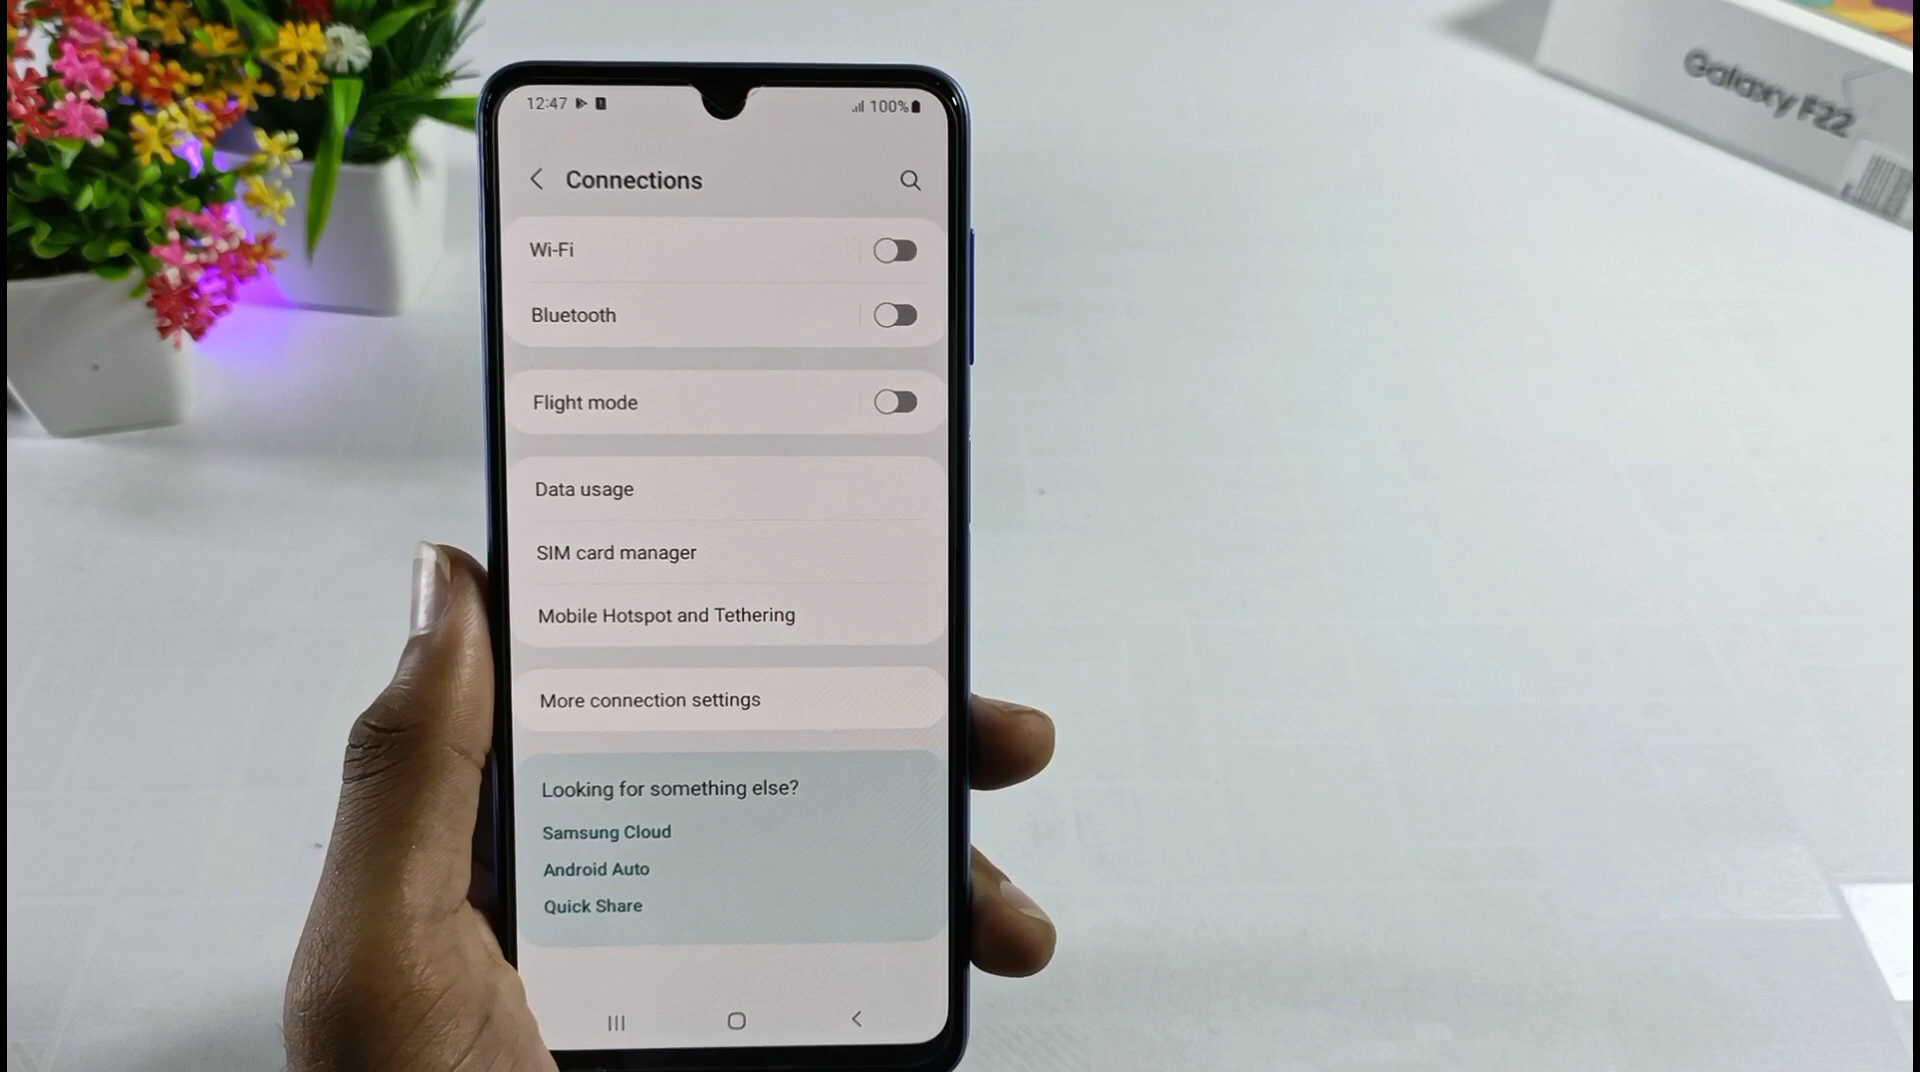 Galaxy F22
12:47
100%
Connections
Wi-Fi
Bluetooth
Flight mode
Data usage
SIM card manager
Mobile Hotspot and Tethering
More connection settings
Looking for something else?
Samsung Cloud
Android Auto
Quick Share